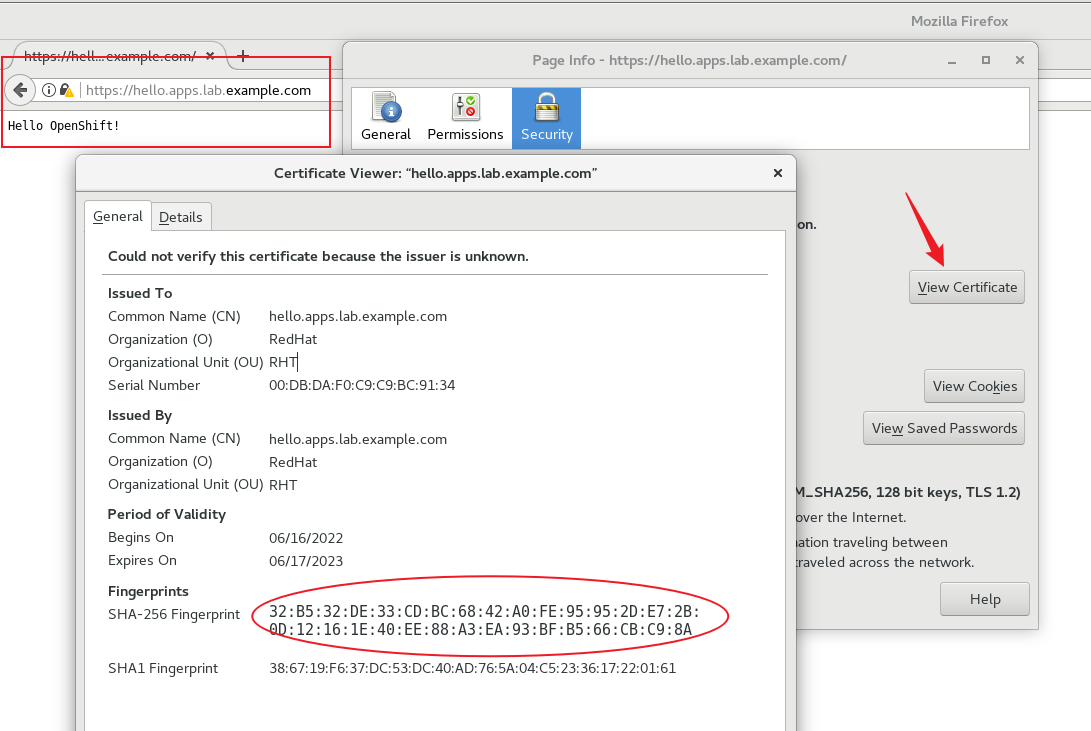 Mozilla Firefox
https://hell...example.com/
https://hello.apps.lab.example.com
Hello OpenShift!
Page Info - https://hello.apps.lab.example.com/
General
Permissions
Security
on.
View Certificate
View Cookies
View Saved Passwords
M_SHA256, 128 bit keys, TLS 1.2)
over the Internet.
nation traveling between
traveled across the network.
Help
Certificate Viewer: “hello.apps.lab.example.com”
General
Details
Could not verify this certificate because the issuer is unknown.
Issued To
Common Name (CN) hello.apps.lab.example.com
Organization (O) RedHat
Organizational Unit (OU) RHT
Serial Number 00:DB:DA:F0:C9:C9:BC:91:34
Issued By
Common Name (CN) hello.apps.lab.example.com
Organization (O) RedHat
Organizational Unit (OU) RHT
Period of Validity
Begins On 06/16/2022
Expires On 06/17/2023
Fingerprints
SHA-256 Fingerprint 32:B5:32:DE:33:CD:BC:68:42:A0:FE:95:95:2D:E7:2B:
0D:12:16:1E:40:EE:88:A3:EA:93:BF:B5:66:CB:C9:8A
SHA1 Fingerprint 38:67:19:F6:37:DC:53:DC:40:AD:76:5A:04:C5:23:36:17:22:01:61